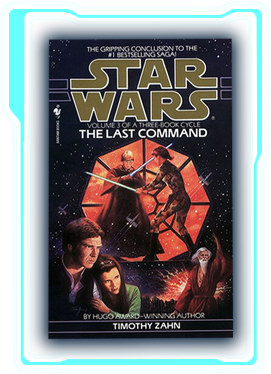 THE GRIPPING CONCLUSION TO THE
#1 BESTSELLING SAGA!
STAR
WARS
VOLUME 3 OF A THREE-BOOK CYCLE
THE LAST COMMAND
BY HUGO AWARD–WINNING AUTHOR
TIMOTHY ZAHN